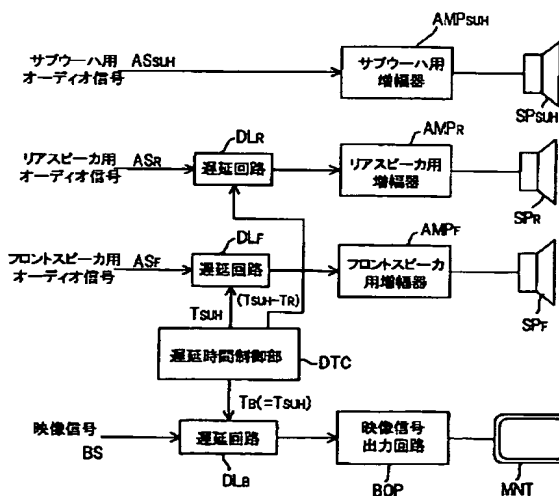 AMPSUH
サブウーハ用
オーディオ信号
ASSUH
サブウーハ用
増幅器
SPSUH
DLR
AMPR
リアスピーカ用
オーディオ信号
ASR
遅延回路
リアスピーカ用
増幅器
SPR
DLF
AMPF
フロントスピーカ用
オーディオ信号
ASF
遅延回路
フロントスピーカ
用増幅器
SPF
TSUH
(TSUH-TR)
遅延時間制御部
DTC
TB(=TSUH)
映像信号
BS
遅延回路
映像信号
出力回路
DLB
BOP
MNT